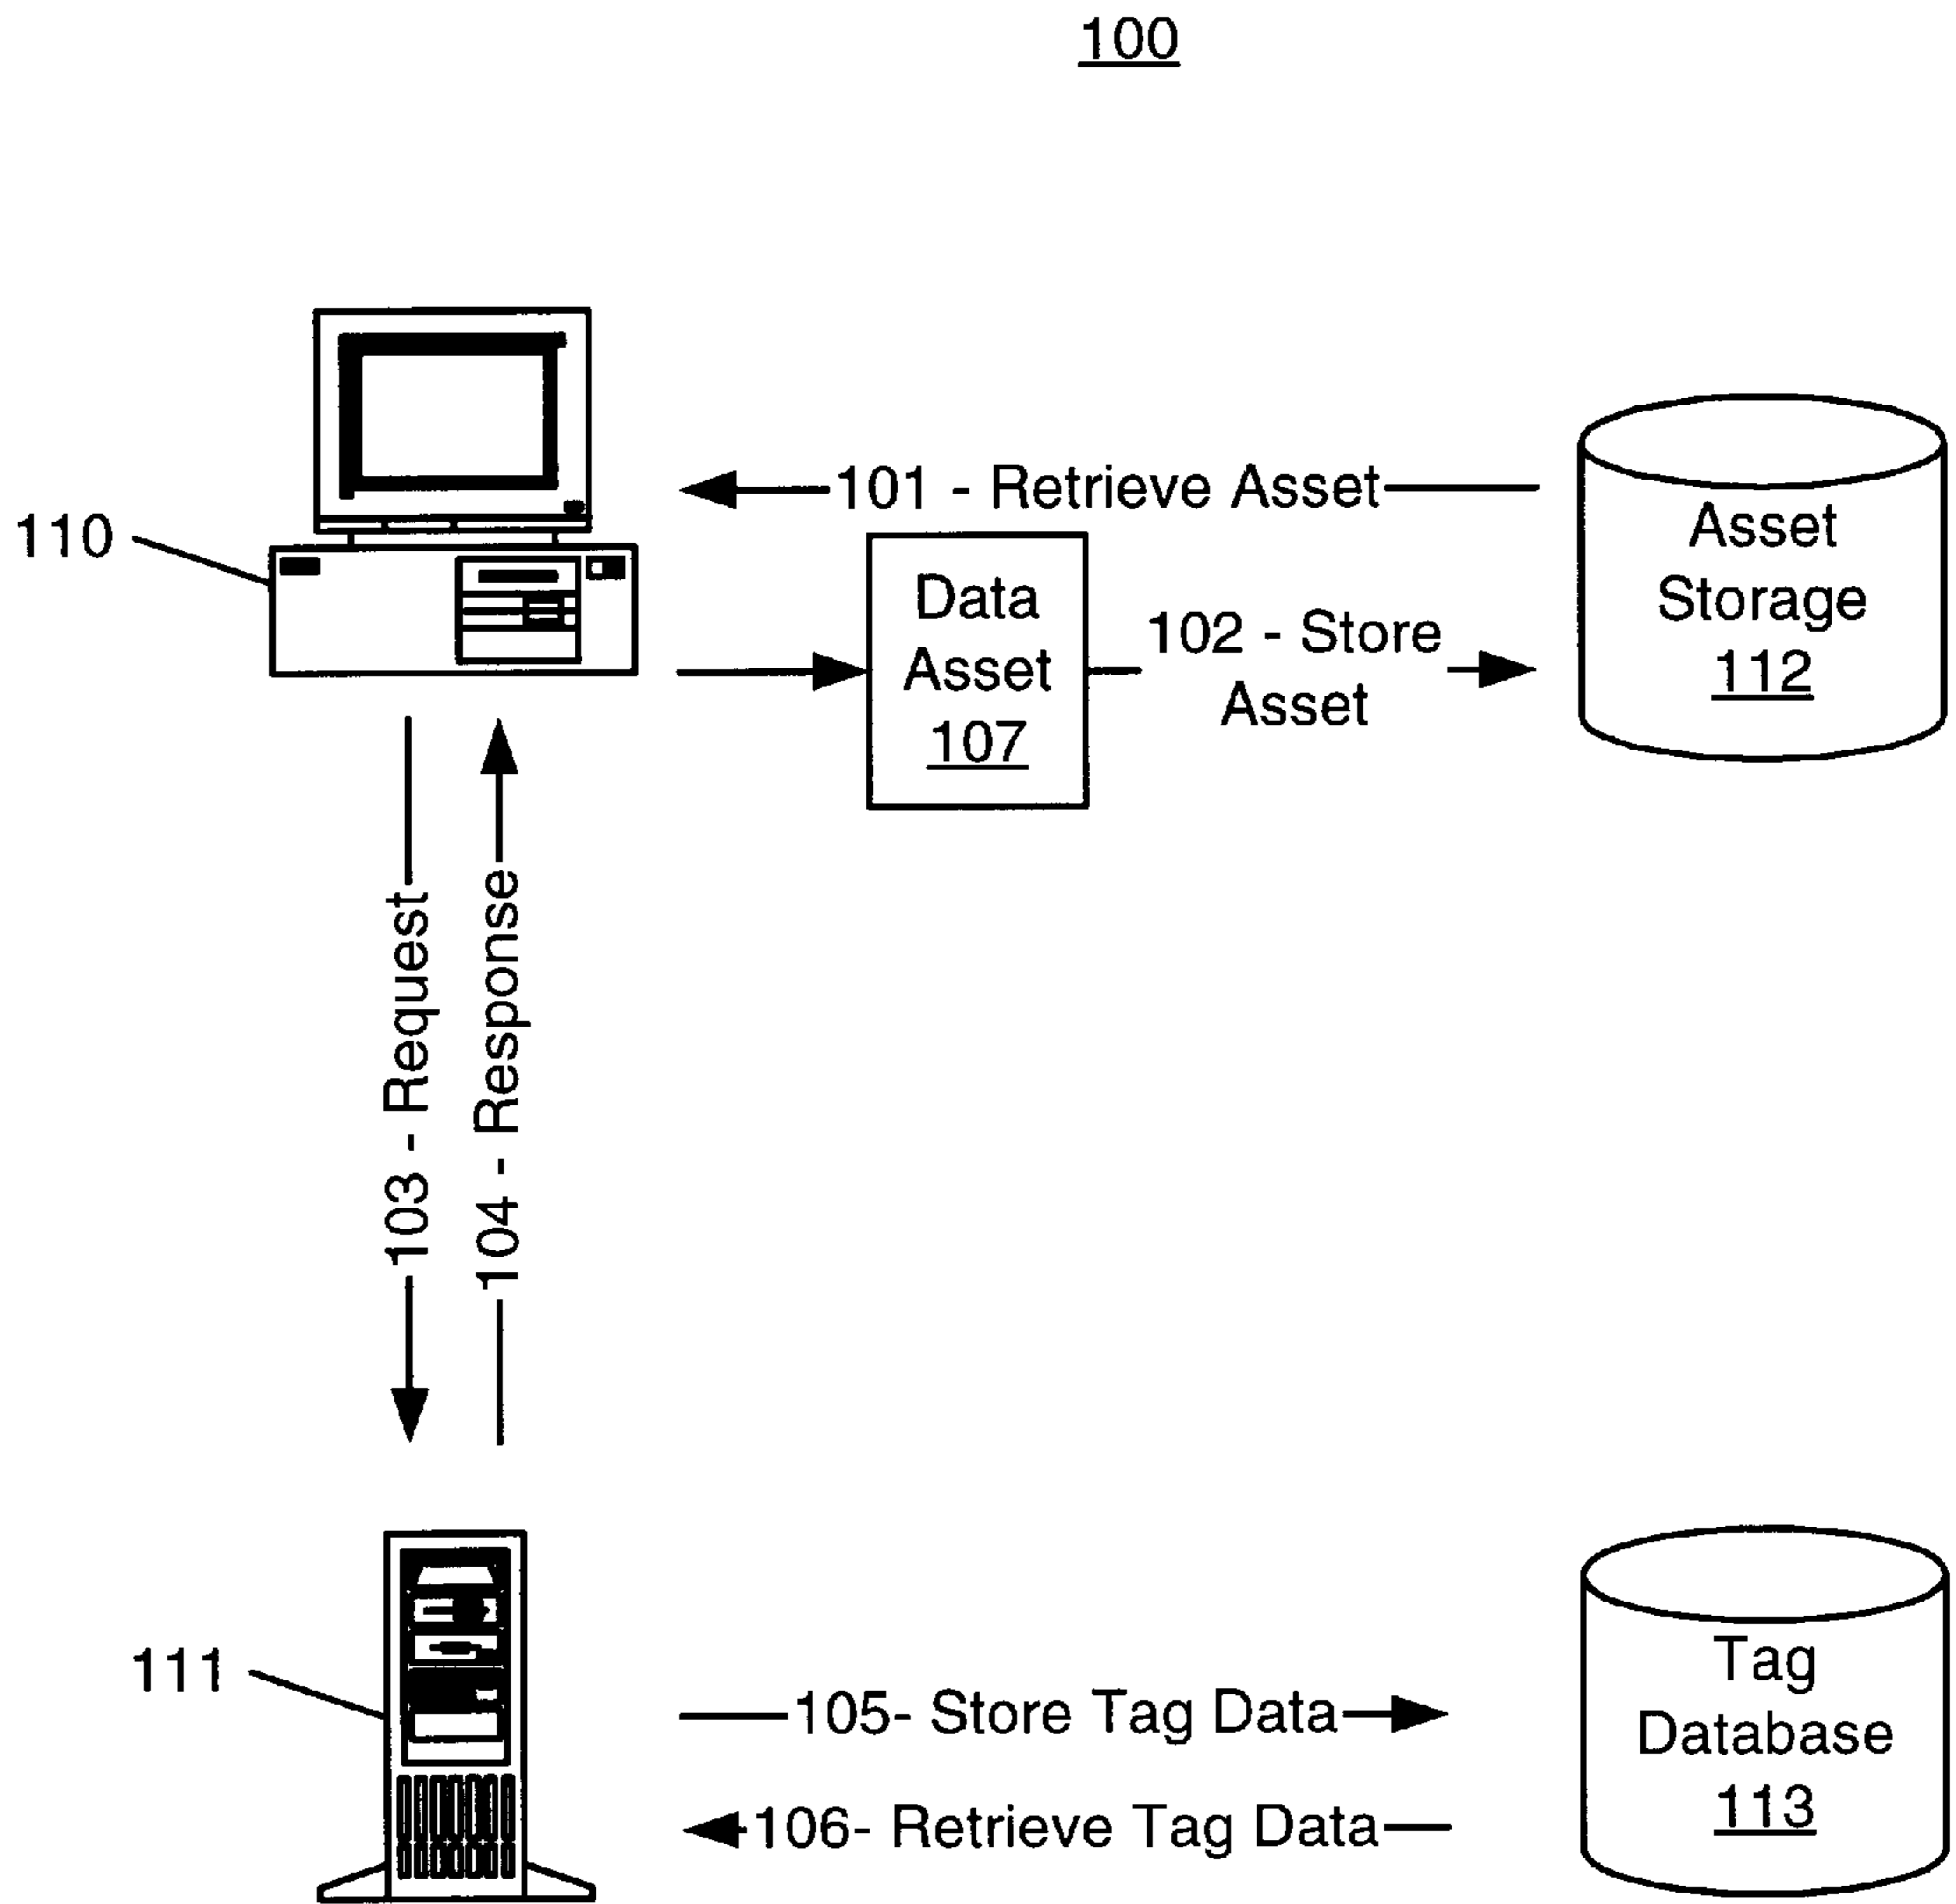 100
101 - Retrieve Asset
110
Asset
Storage
112
Data
Asset
107
102 - Store
Asset
103 - Request
104 - Response
111
105- Store Tag Data
106- Retrieve Tag Data
Tag
Database
113